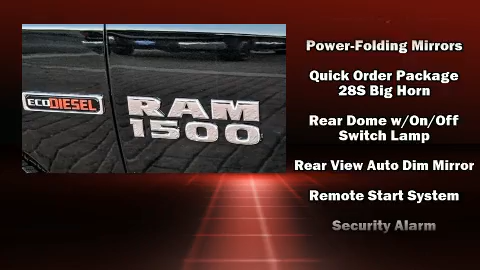 ECODIESEL
RAM
1500
Power-Folding Mirrors
Quick Order Package
28S Big Horn
Rear Dome w/On/Off
Switch Lamp
Rear View Auto Dim Mirror
Remote Start System
Security Alarm